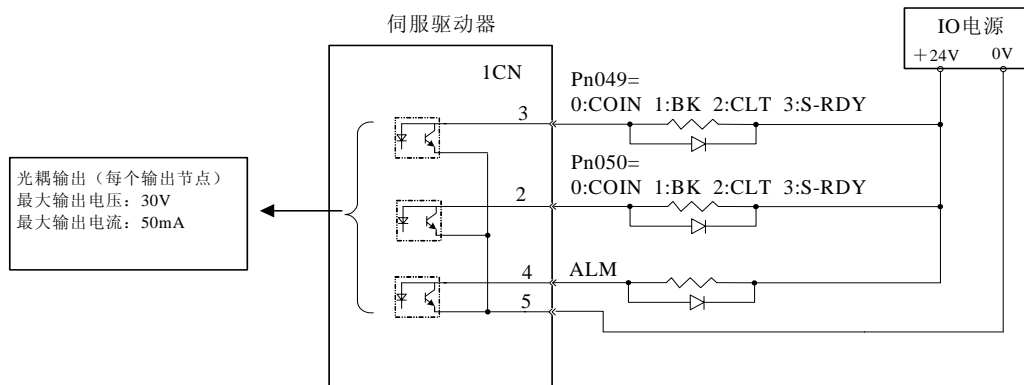 伺服驱动器
IO电源
+24V 0V
1CN
Pn049=
0:COIN 1:BK 2:CLT 3:S-RDY
3
Pn050=
0:COIN 1:BK 2:CLT 3:S-RDY
2
光耦输出（每个输出节点）
最大输出电压：30V
最大输出电流：50mA
4
ALM
5